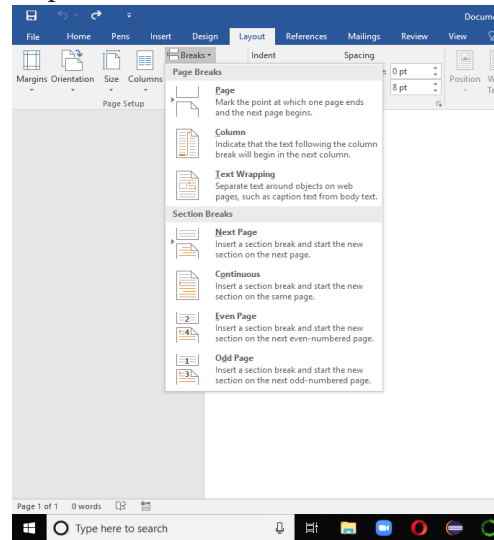 Docum
File Home Pens Insert Design Layout References Mailings Review View
Breaks Indent Spacing
Margins Orientation Size Columns
0 pt
8 pt
Position
Page Setup
Page Breaks
Page
Mark the point at which one page ends
and the next page begins.
Column
Indicate that the text following the column
break will begin in the next column.
Text Wrapping
Separate text around objects on web
pages, such as caption text from body text.
Section Breaks
Next Page
Insert a section break and start the new
section on the next page.
Continuous
Insert a section break and start the new
section on the same page.
Even Page
Insert a section break and start the new
section on the next even-numbered page.
Odd Page
Insert a section break and start the new
section on the next odd-numbered page.
Page 1 of 1 0 words
Type here to search